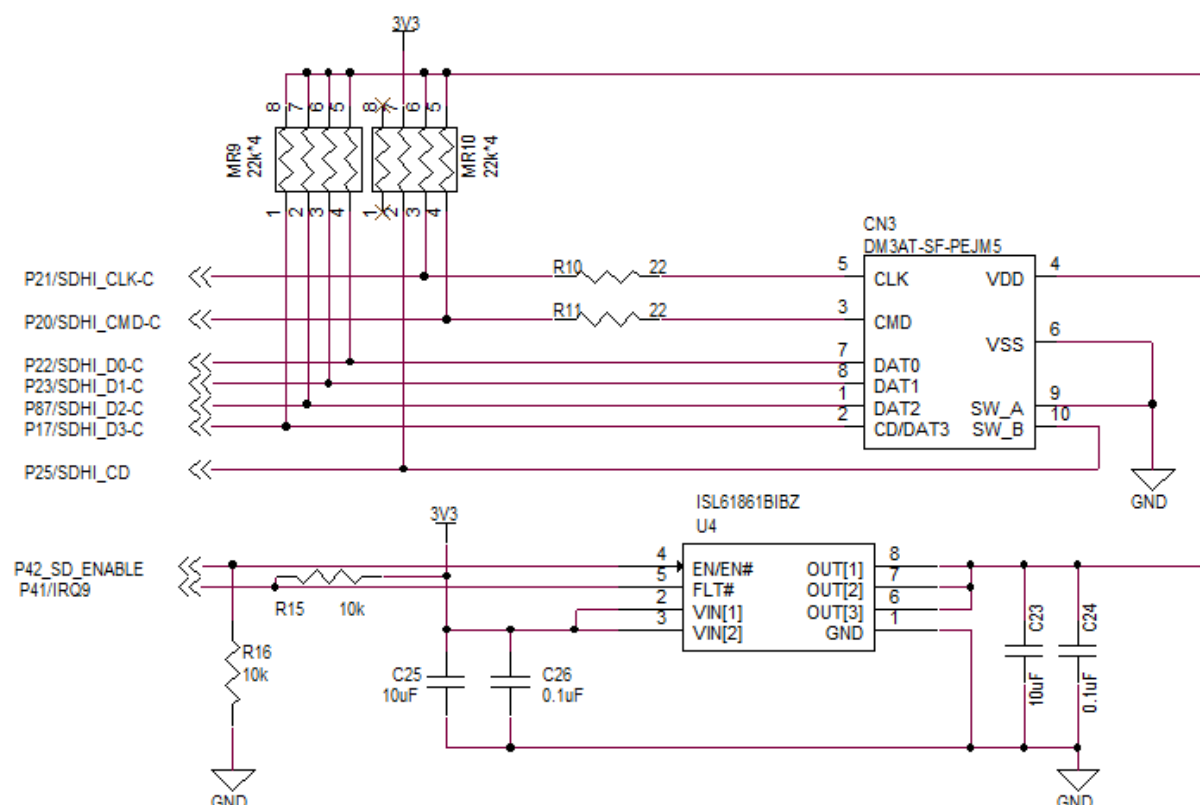 3V3
8 7 6 5
8 7 6 5
MR9
22k*4
MR10
22k*4
1 2 3 4
1 2 3 4
CN3
DM3AT-SF-PEJM5
P21/SDHI_CLK-C
R10 22
5 CLK
VDD 4
P20/SDHI_CMD-C
R11 22
3 CMD
VSS 6
P22/SDHI_D0-C
7 DAT0
P23/SDHI_D1-C
8 DAT1
P87/SDHI_D2-C
1 DAT2
SW_A 9
P17/SDHI_D3-C
2 CD/DAT3
SW_B 10
P25/SDHI_CD
GND
ISL61861BIBZ
U4
3V3
P42_SD_ENABLE
4 EN/EN#
OUT[1] 8
P41/IRQ9
5 FLT#
OUT[2] 7
R15 10k
2 VIN[1]
OUT[3] 6
3 VIN[2]
GND 1
R16
10k
C25
10uF
C26
0.1uF
C23
10uF
C24
0.1uF
GND
GND